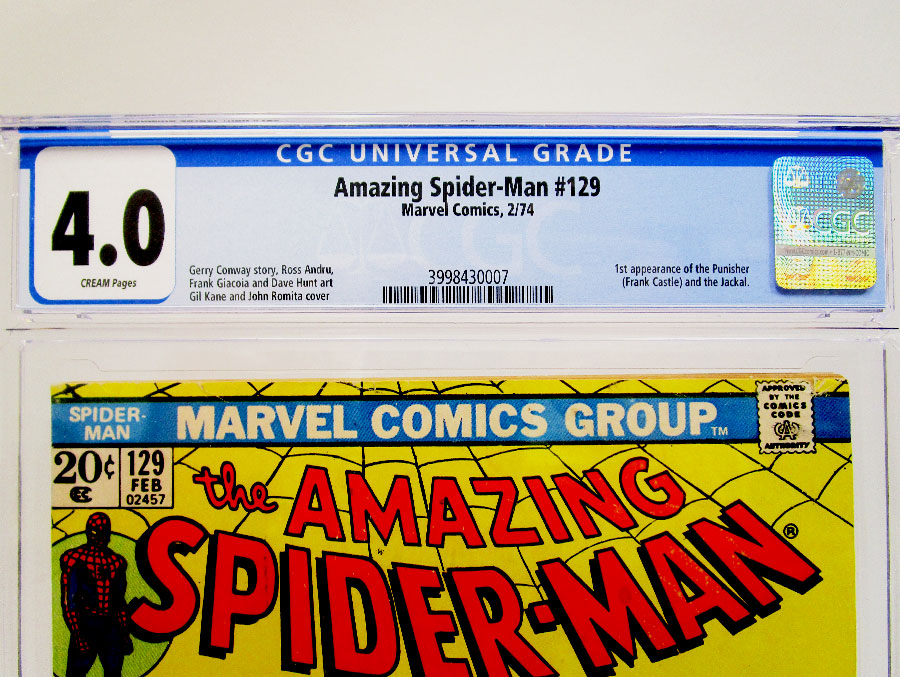 CGC UNIVERSAL GRADE
4.0
CREAM Pages
Amazing Spider-Man #129
Marvel Comics, 2/74
Gerry Conway story, Ross Andru,
Frank Giacoia and Dave Hunt art
Gil Kane and John Romita cover
3998430007
1st appearance of the Punisher
(Frank Castle) and the Jackal.
CGC
SPIDER-
MAN
MARVEL COMICS GROUP™
APPROVED
BY THE
COMICS
CODE
CA
AUTHORITY
20¢
129
FEB
02457
the AMAZING
SPIDER-MAN®